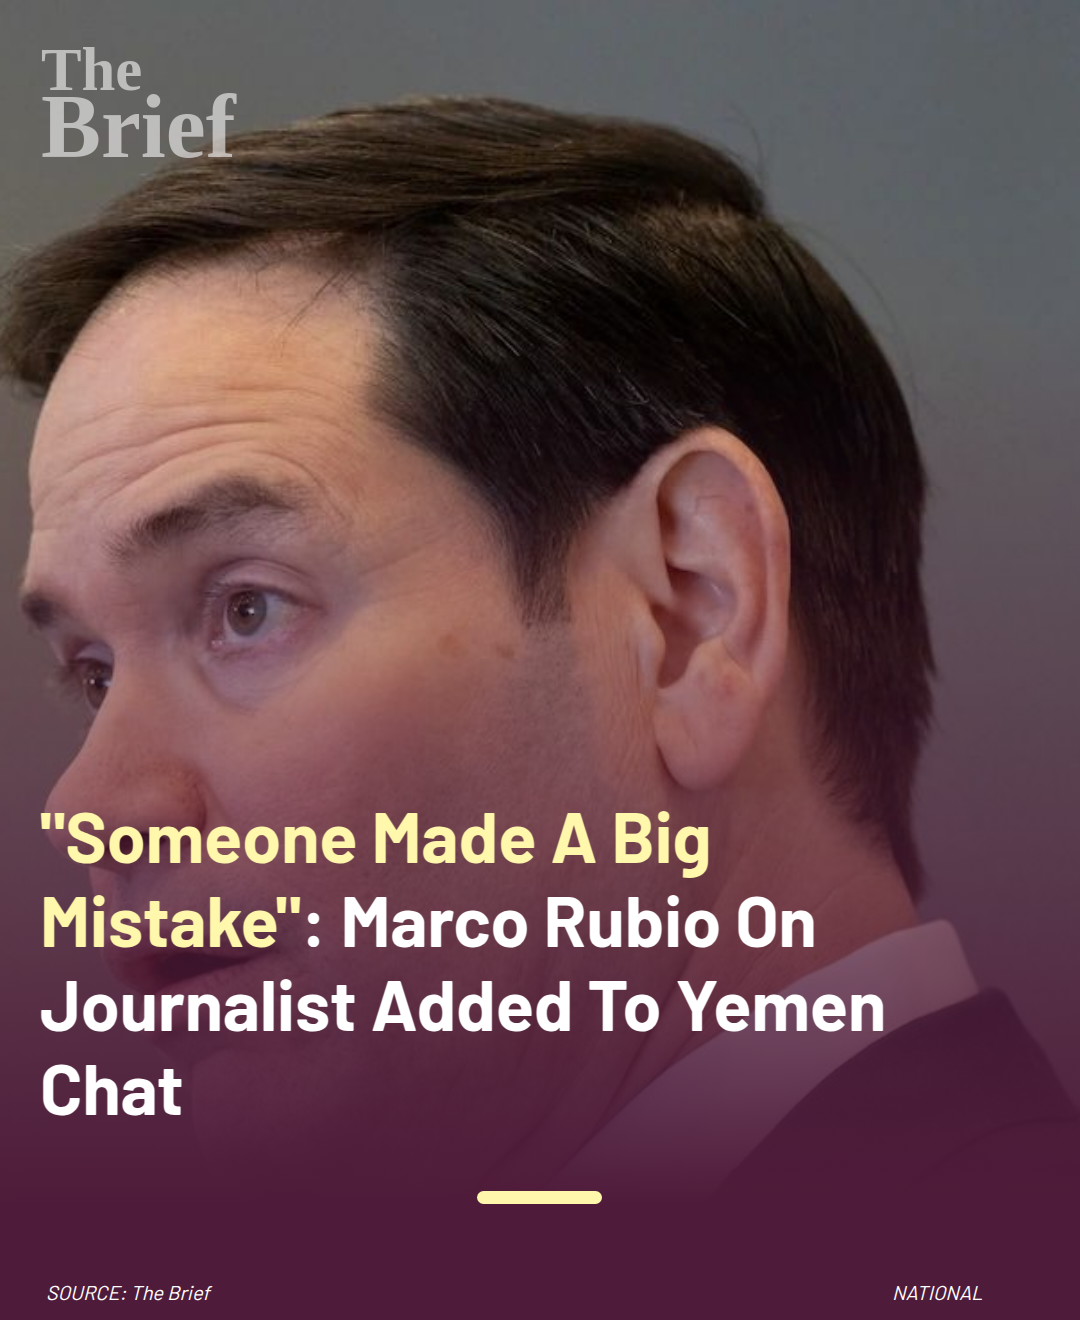 The
Brief
"Someone Made A Big
Mistake": Marco Rubio On
Journalist Added To Yemen
Chat
SOURCE: The Brief
NATIONAL